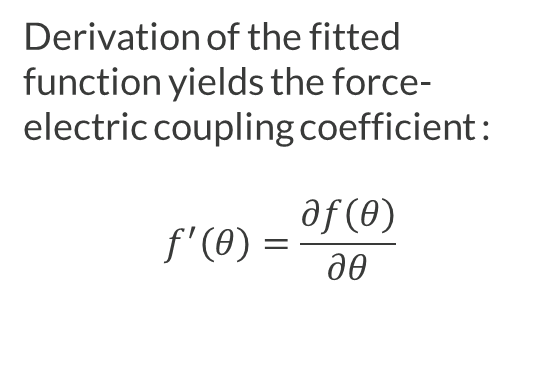 Derivation of the fitted
function yields the force-
electric coupling coefficient:
f′(θ) = ∂f(θ)/∂θ